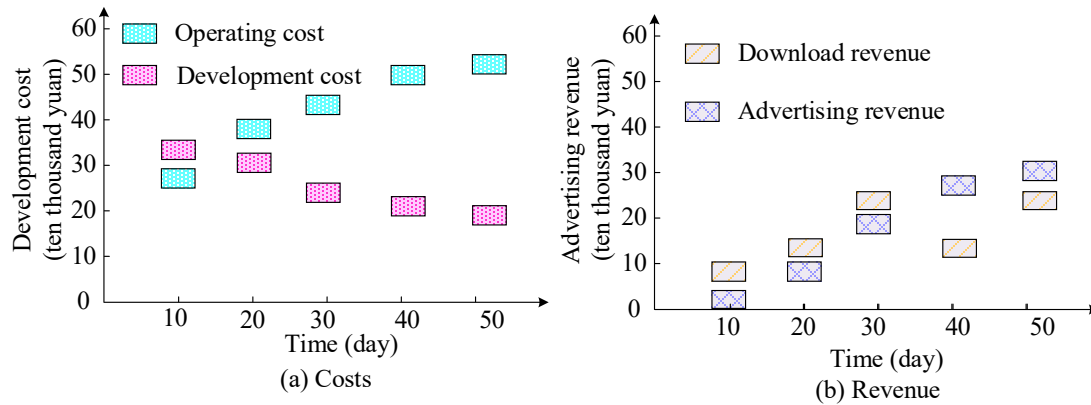 Development cost
(ten thousand yuan)
60
50
40
30
20
10
0
Operating cost
Development cost
10 20 30 40 50
Time (day)
(a) Costs
Advertising revenue
(ten thousand yuan)
60
50
40
30
20
10
0
Download revenue
Advertising revenue
10 20 30 40 50
Time (day)
(b) Revenue